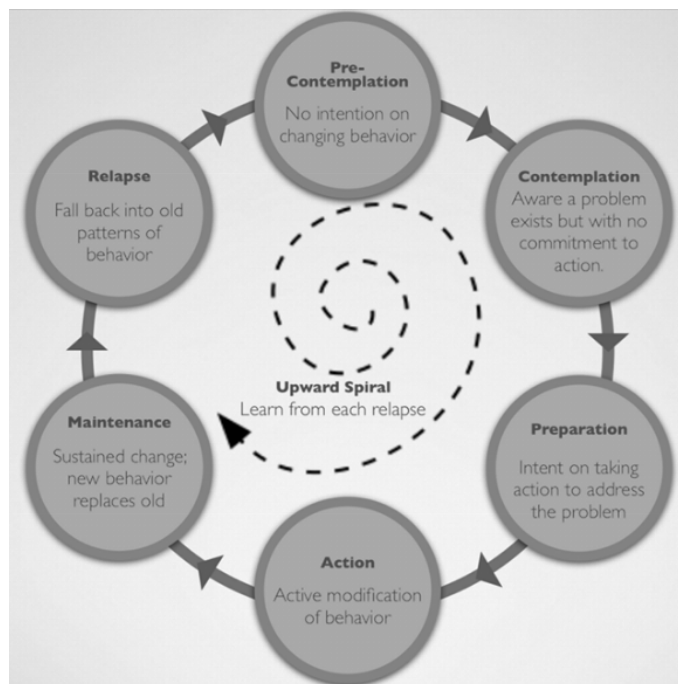 Pre-
Contemplation
No intention on
changing behavior
Contemplation
Aware a problem
exists but with no
commitment to
action.
Preparation
Intent on taking
action to address
the problem
Action
Active modification
of behavior
Maintenance
Sustained change;
new behavior
replaces old
Relapse
Fall back into old
patterns of
behavior
Upward Spiral
Learn from each relapse